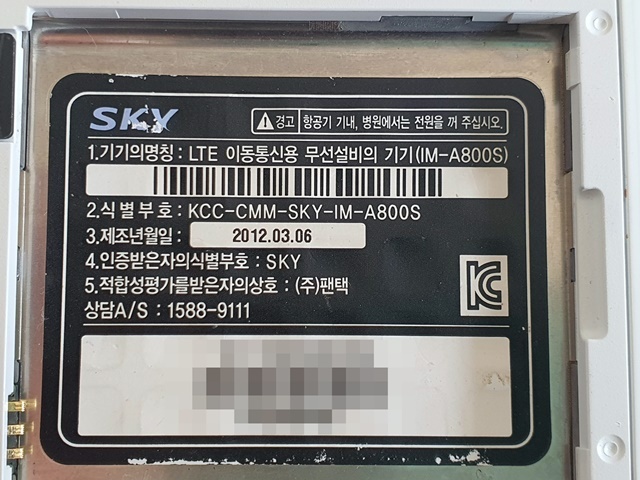 SKY
경고 항공기 기내, 병원에서는 전원을 꺼 주십시오.
1.기기의명칭 : LTE 이동통신용 무선설비의 기기(IM-A800S)
2.식별부호 : KCC-CMM-SKY-IM-A800S
3.제조년월일 : 2012.03.06
4.인증받은자의식별부호 : SKY
5.적합성평가를받은자의상호 : (주)팬택
상담A/S : 1588-9111